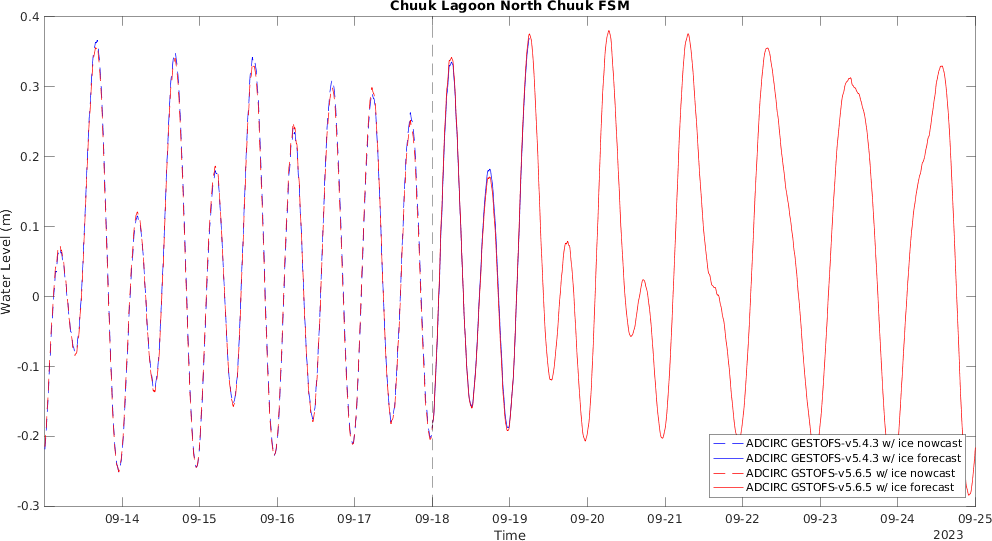 Chuuk Lagoon North Chuuk FSM
0.4
0.3
0.2
0.1
0
-0.1
-0.2
-0.3
Water Level (m)
ADCIRC GESTOFS-v5.4.3 w/ ice nowcast
ADCIRC GESTOFS-v5.4.3 w/ ice forecast
ADCIRC GSTOFS-v5.6.5 w/ ice nowcast
ADCIRC GSTOFS-v5.6.5 w/ ice forecast
09-14 09-15 09-16 09-17 09-18 09-19 09-20 09-21 09-22 09-23 09-24 09-25
Time
2023